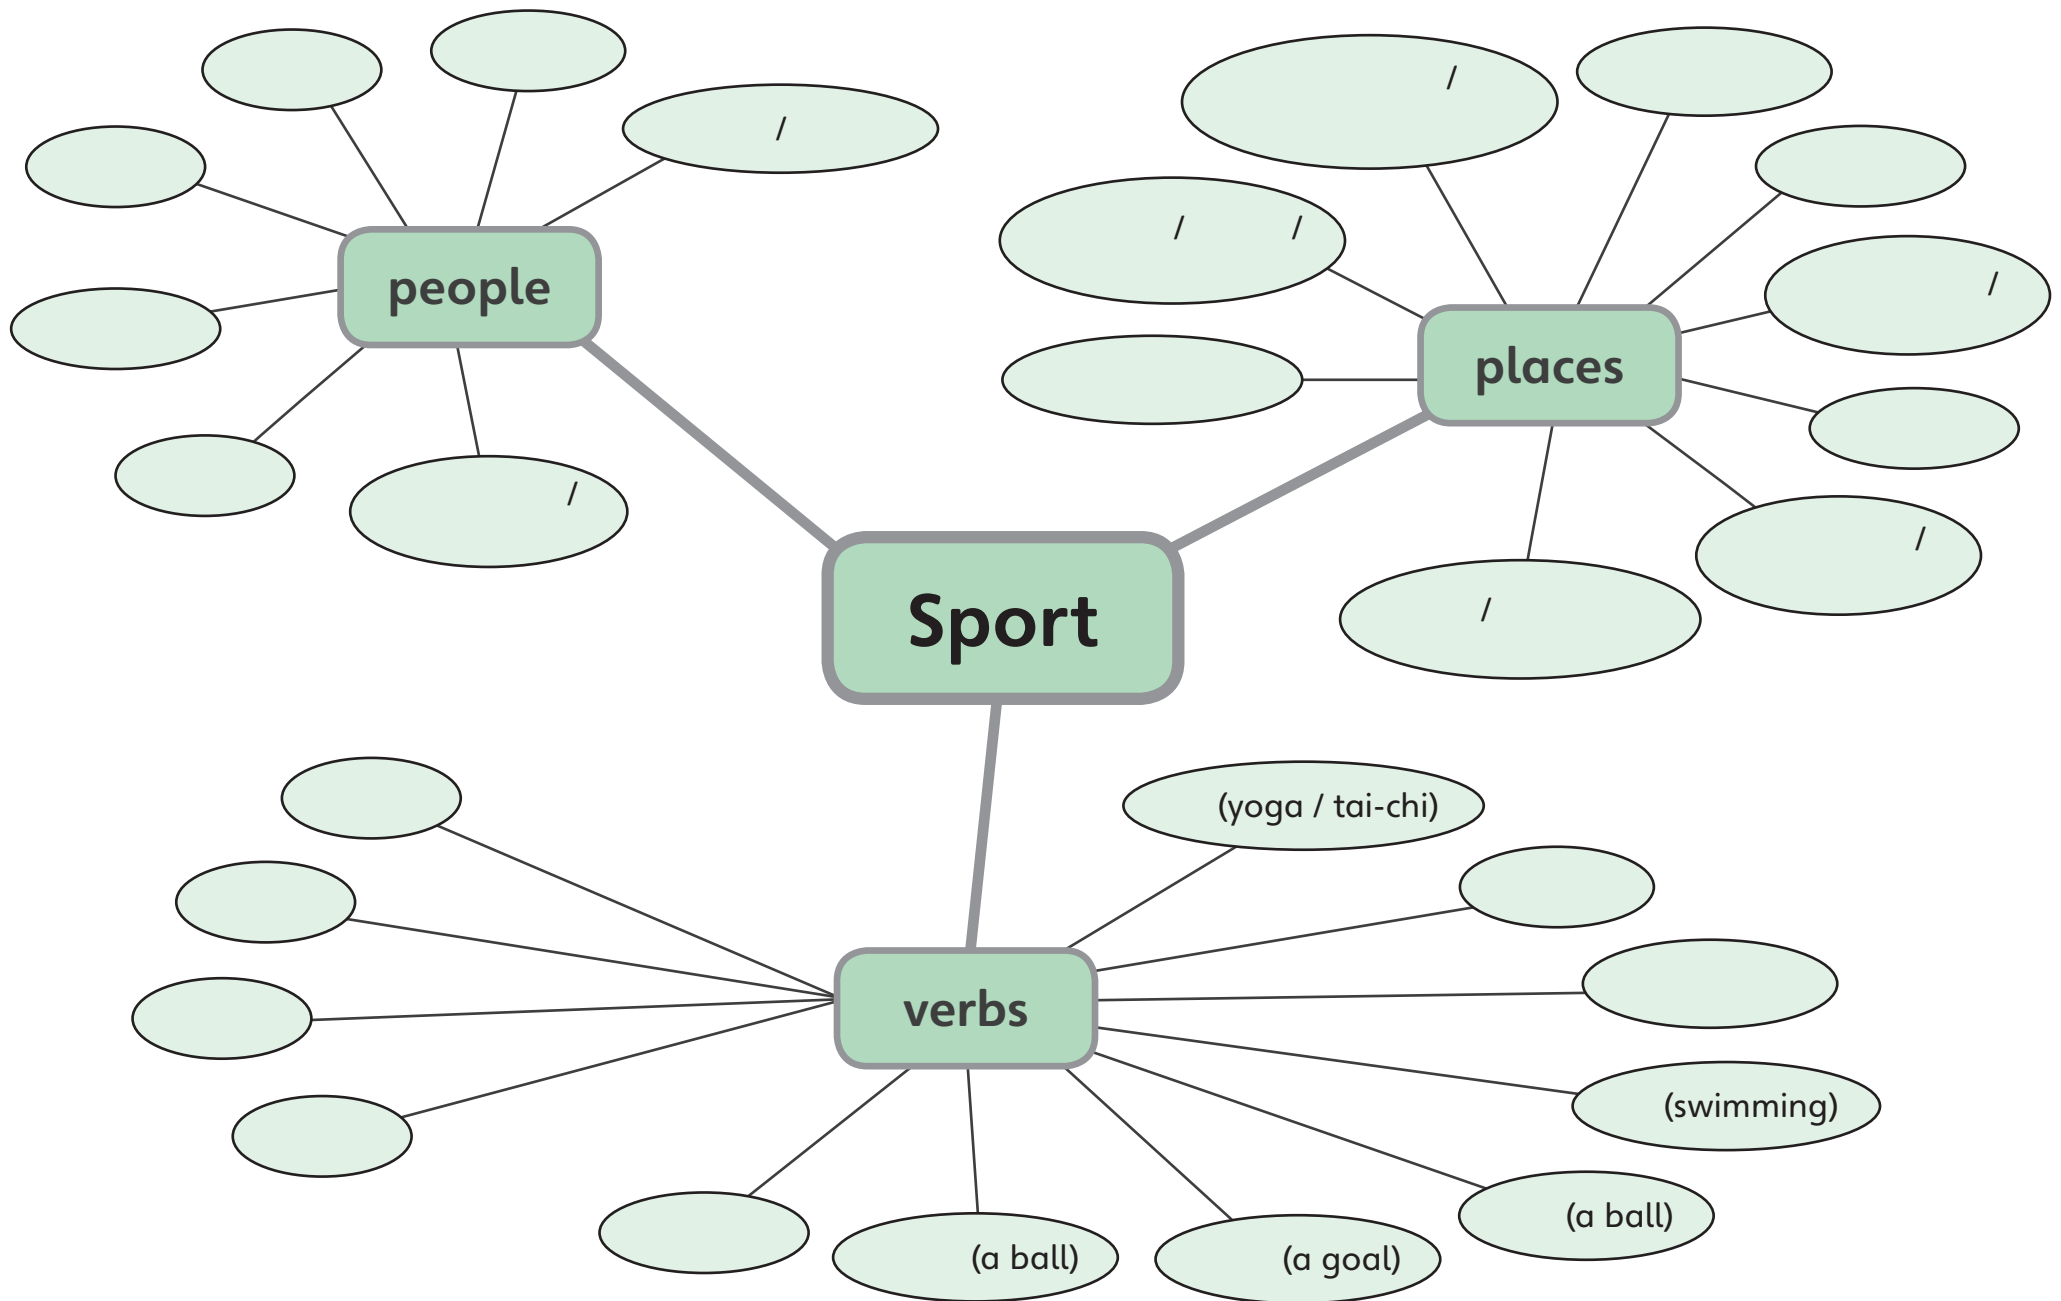 /
/
/ /
/
/
/
people
places
/
Sport
/
(yoga / tai-chi)
verbs
(swimming)
(a ball)
(a ball)
(a goal)